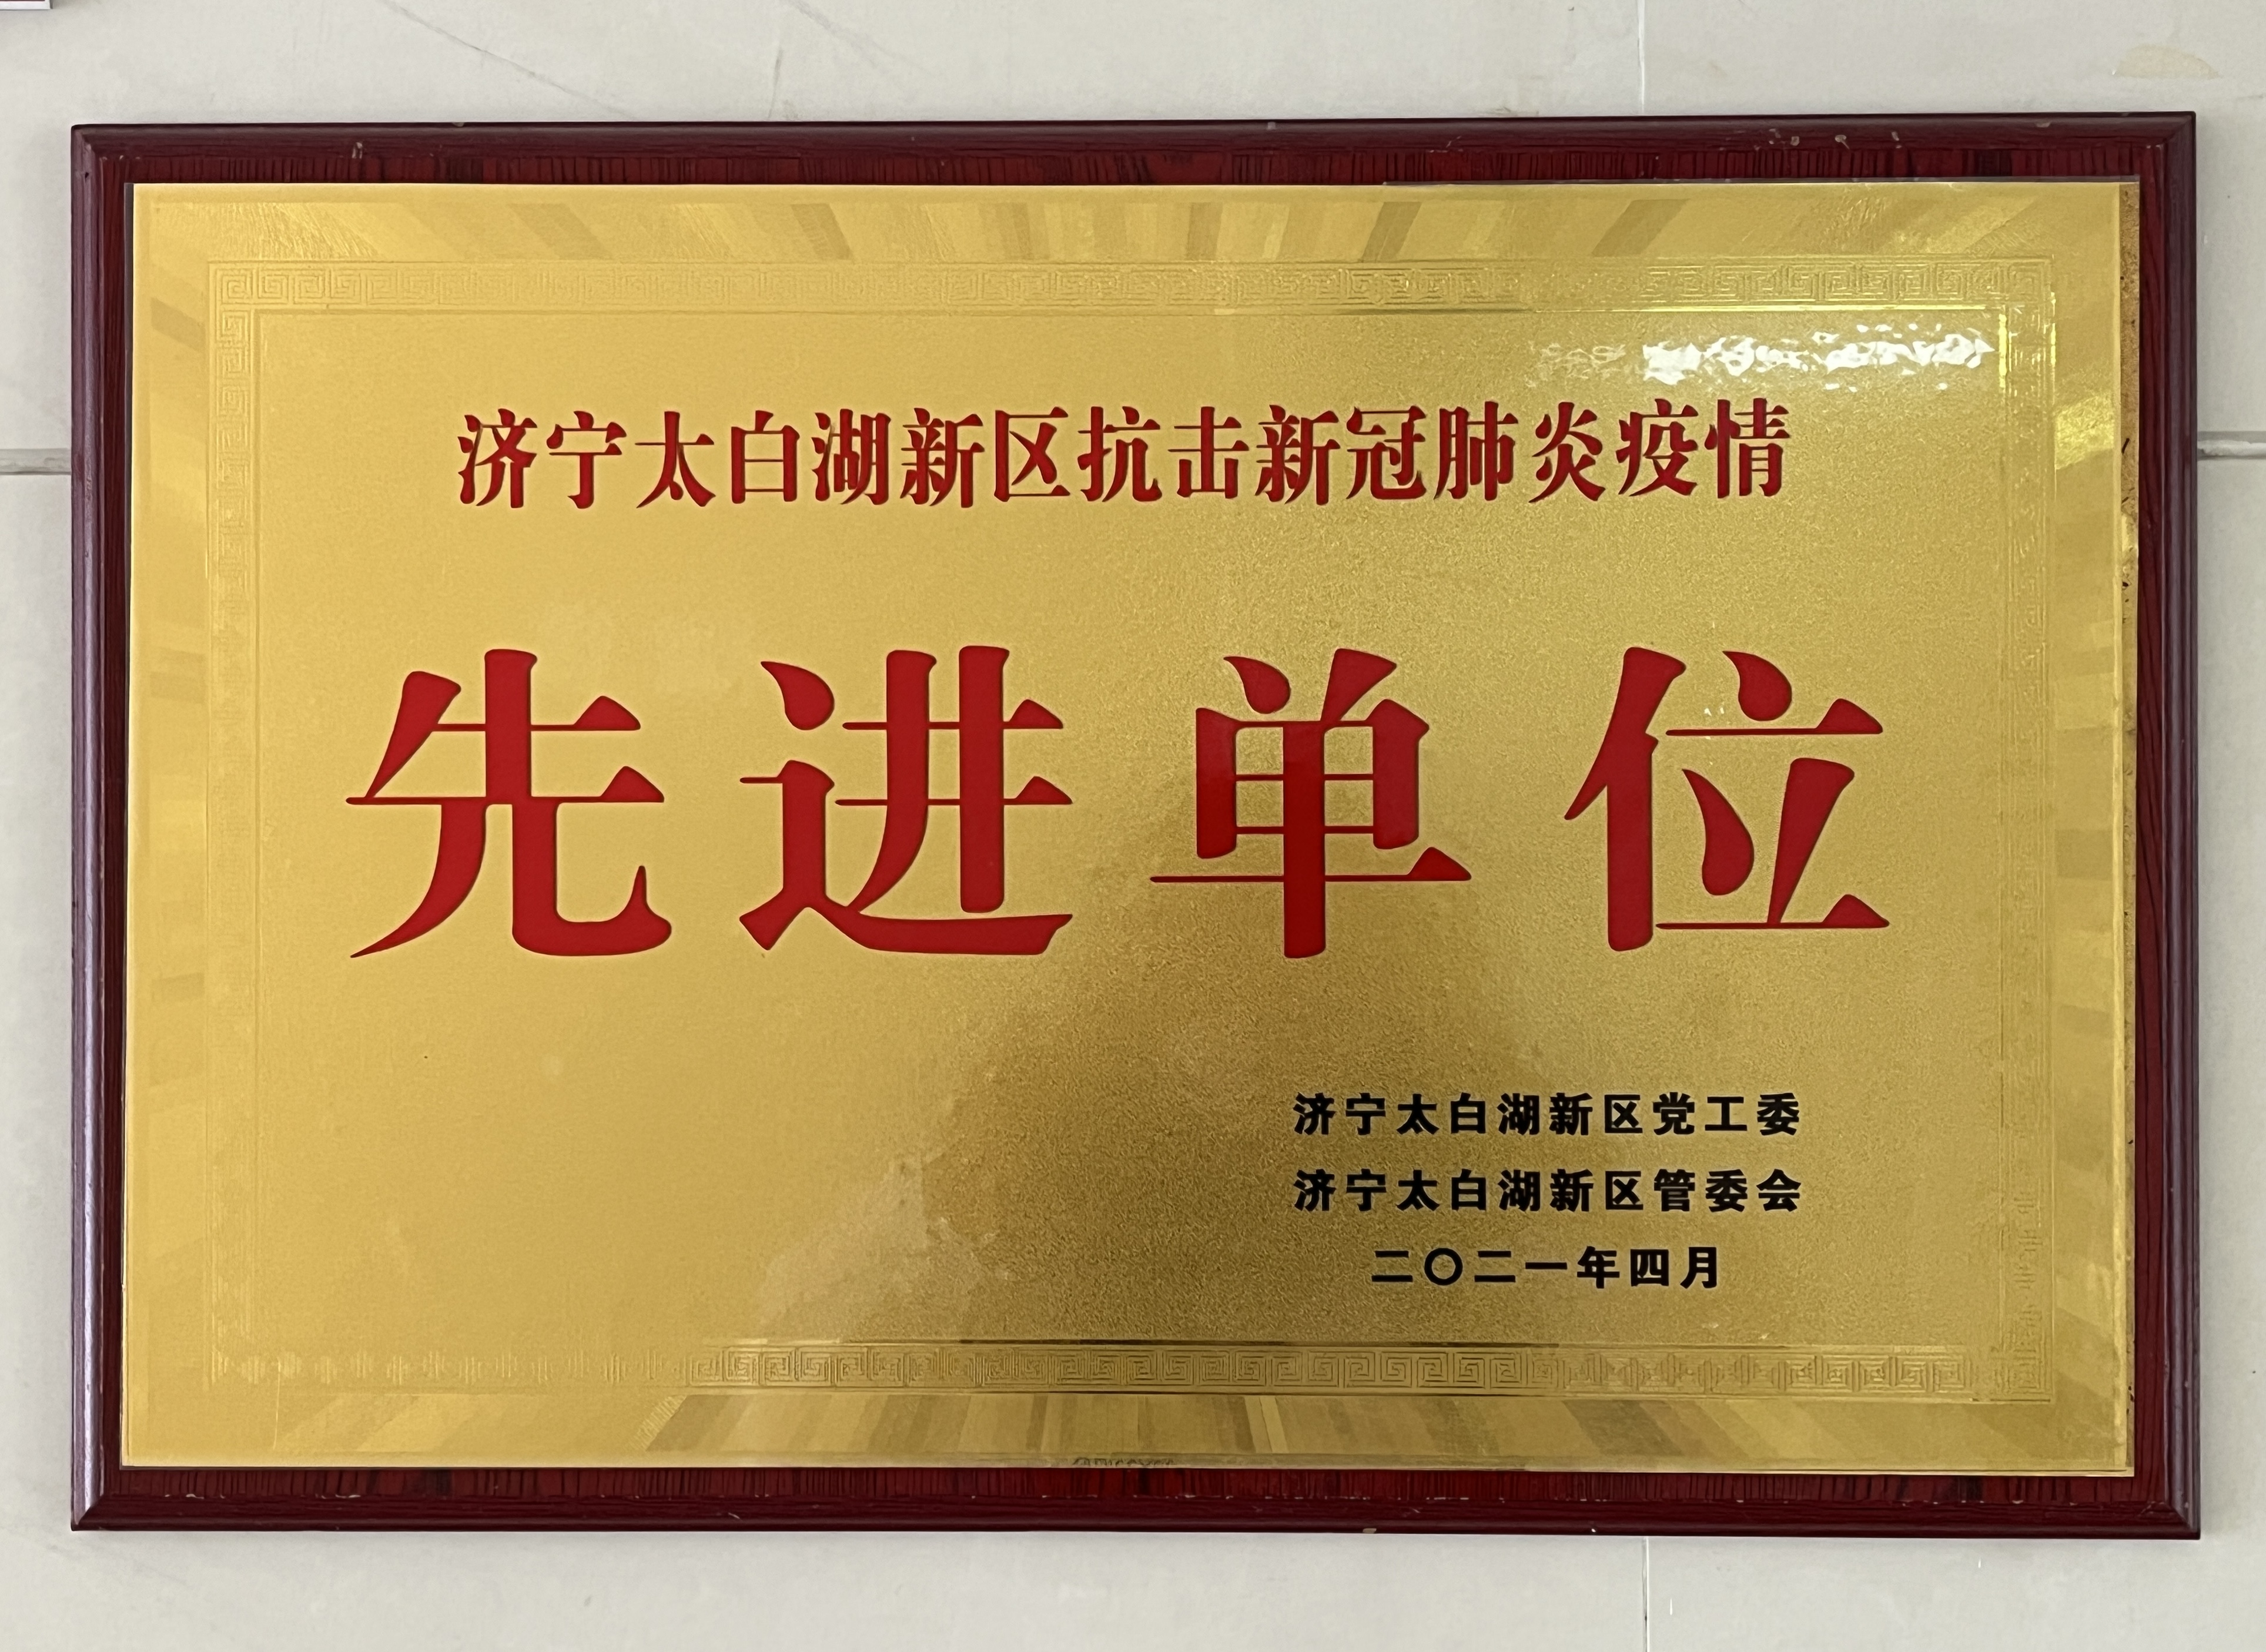 济宁太白湖新区抗击新冠肺炎疫情
先进单位
济宁太白湖新区党工委
济宁太白湖新区管委会
二〇二一年四月